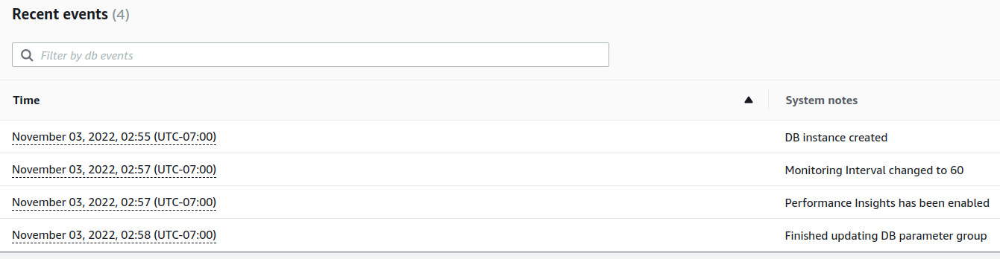 Recent events (4)
Filter by db events
Time System notes
November 03, 2022, 02:55 (UTC-07:00) DB instance created
November 03, 2022, 02:57 (UTC-07:00) Monitoring Interval changed to 60
November 03, 2022, 02:57 (UTC-07:00) Performance Insights has been enabled
November 03, 2022, 02:58 (UTC-07:00) Finished updating DB parameter group